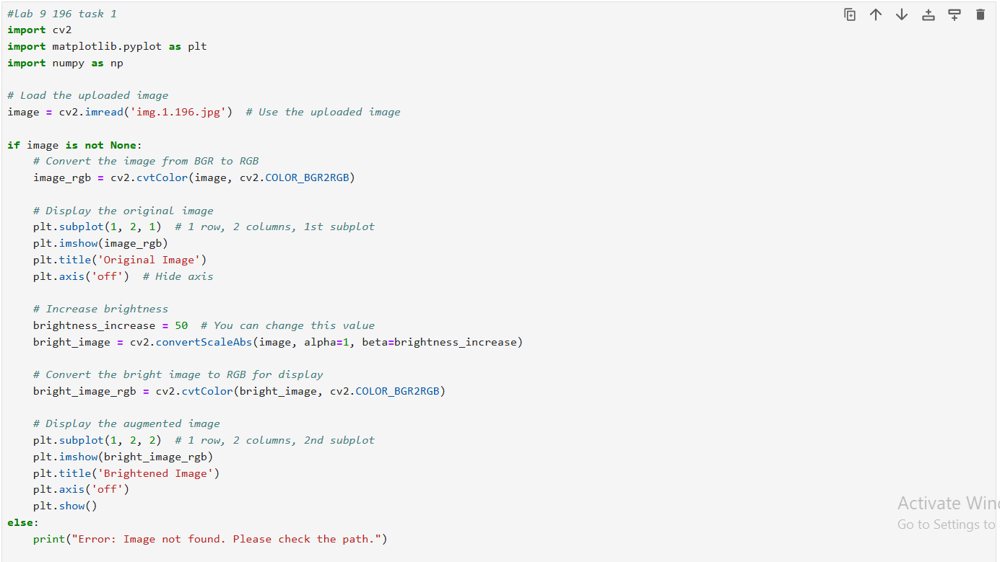 #lab 9 196 task 1
import cv2
import matplotlib.pyplot as plt
import numpy as np

# Load the uploaded image
image = cv2.imread('img.1.196.jpg')  # Use the uploaded image

if image is not None:
    # Convert the image from BGR to RGB
    image_rgb = cv2.cvtColor(image, cv2.COLOR_BGR2RGB)

    # Display the original image
    plt.subplot(1, 2, 1)  # 1 row, 2 columns, 1st subplot
    plt.imshow(image_rgb)
    plt.title('Original Image')
    plt.axis('off')  # Hide axis

    # Increase brightness
    brightness_increase = 50  # You can change this value
    bright_image = cv2.convertScaleAbs(image, alpha=1, beta=brightness_increase)

    # Convert the bright image to RGB for display
    bright_image_rgb = cv2.cvtColor(bright_image, cv2.COLOR_BGR2RGB)

    # Display the augmented image
    plt.subplot(1, 2, 2)  # 1 row, 2 columns, 2nd subplot
    plt.imshow(bright_image_rgb)
    plt.title('Brightened Image')
    plt.axis('off')
    plt.show()
else:
    print("Error: Image not found. Please check the path.")
Activate Win
Go to Settings to